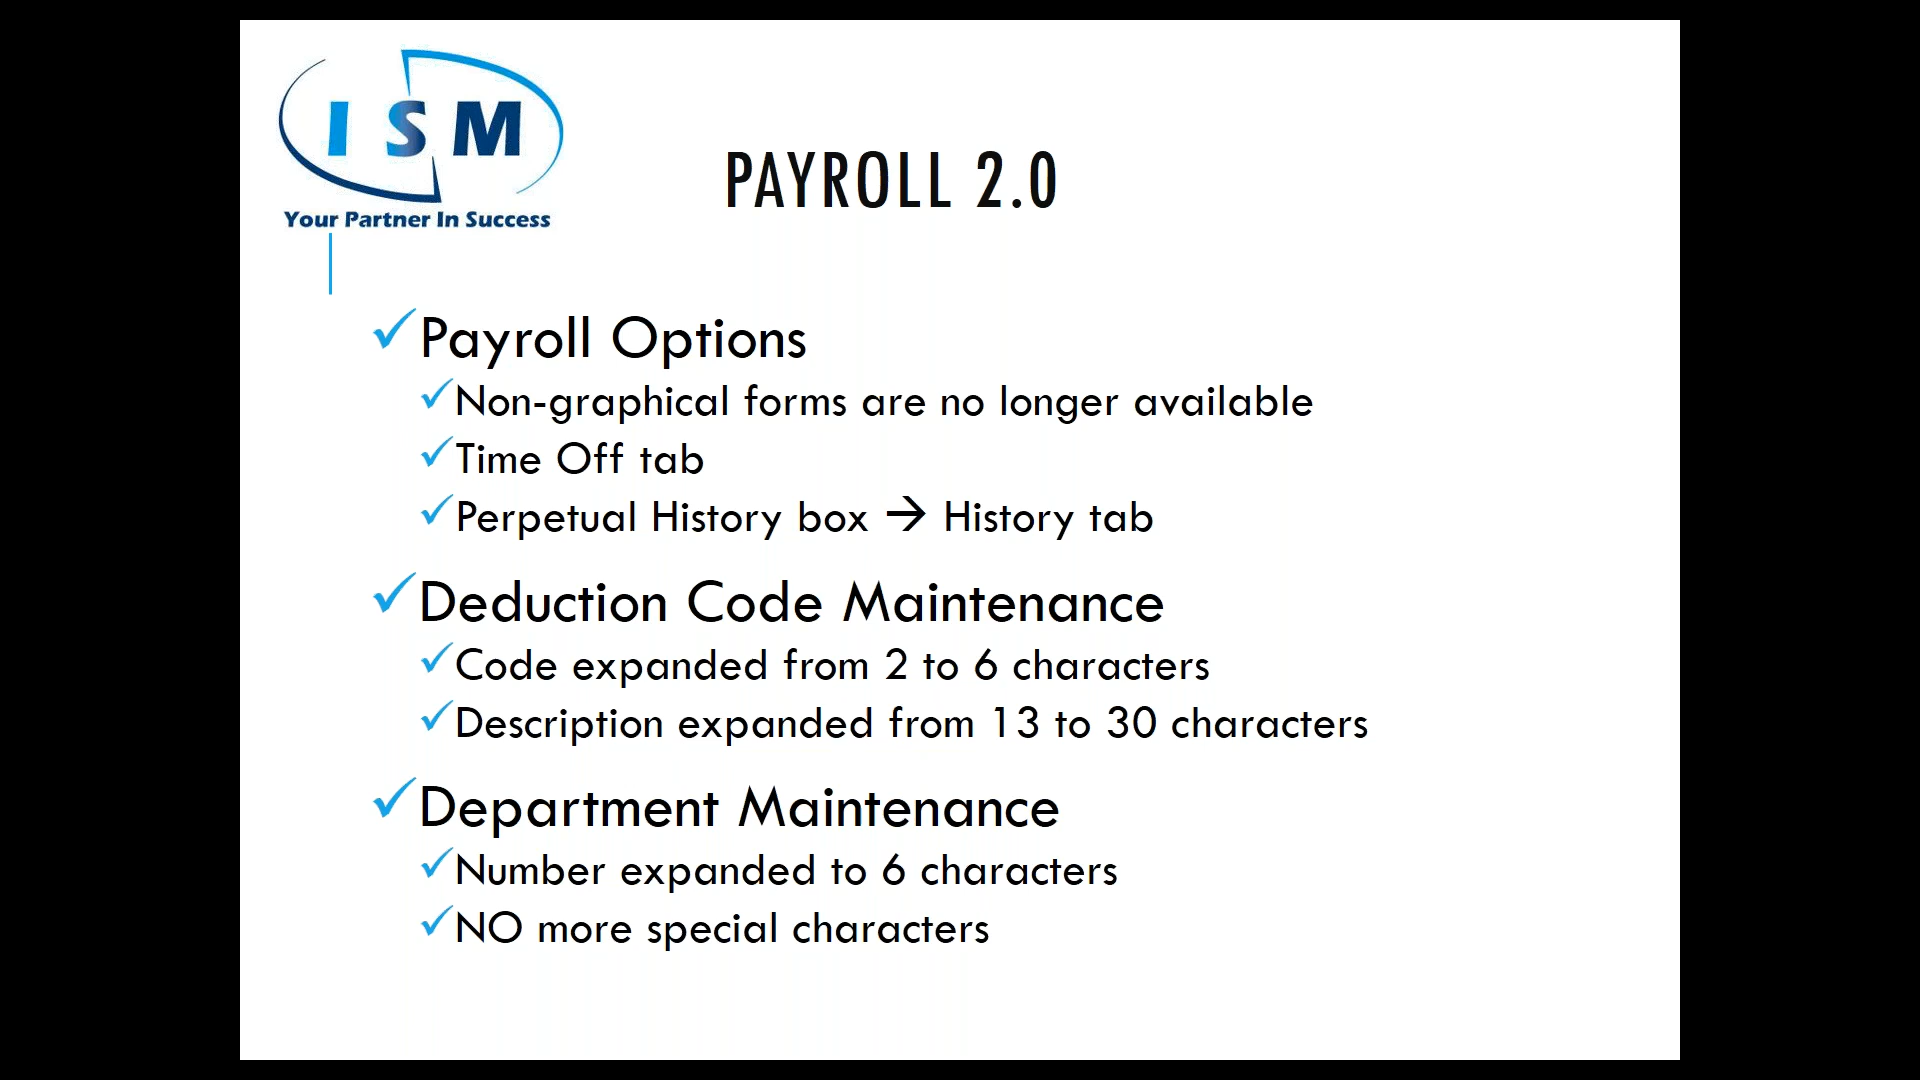 I S M
Your Partner In Success
PAYROLL 2.0
Payroll Options
Non-graphical forms are no longer available
Time Off tab
Perpetual History box → History tab
Deduction Code Maintenance
Code expanded from 2 to 6 characters
Description expanded from 13 to 30 characters
Department Maintenance
Number expanded to 6 characters
NO more special characters